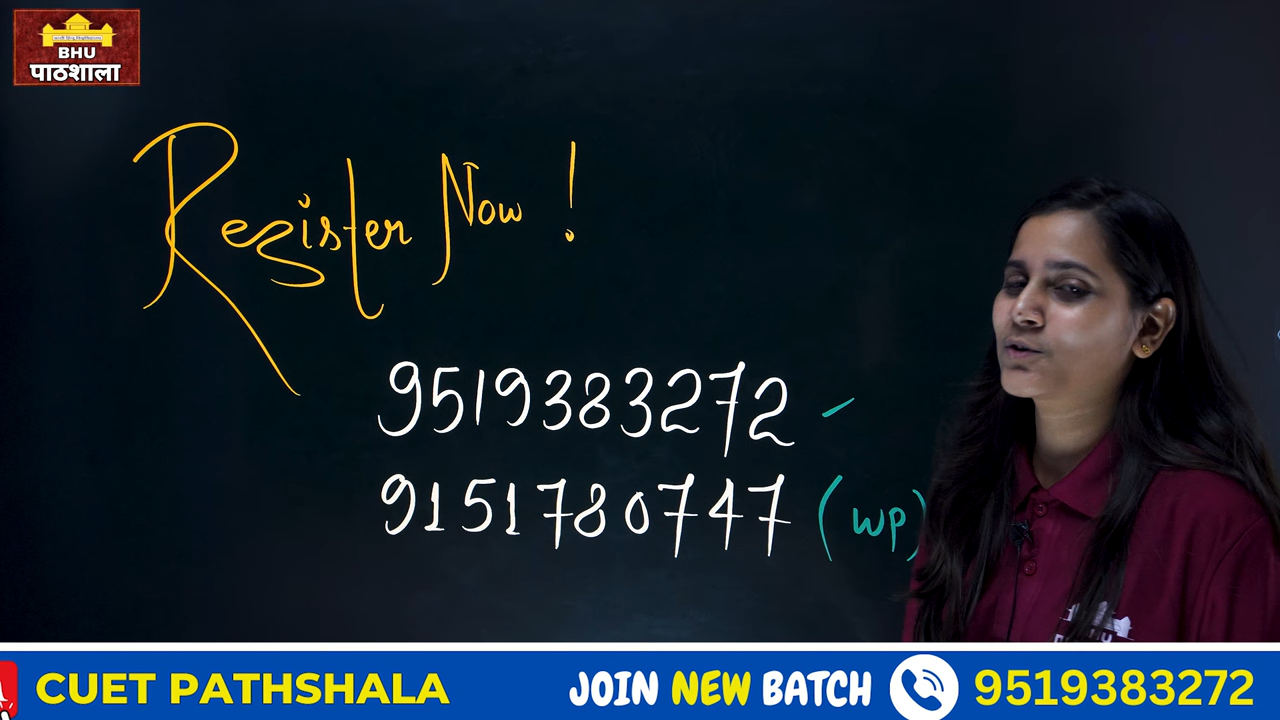 BHU
पाठशाला
Register Now !
9519383272
9151780747 (wp)
CUET PATHSHALA
JOIN NEW BATCH 9519383272